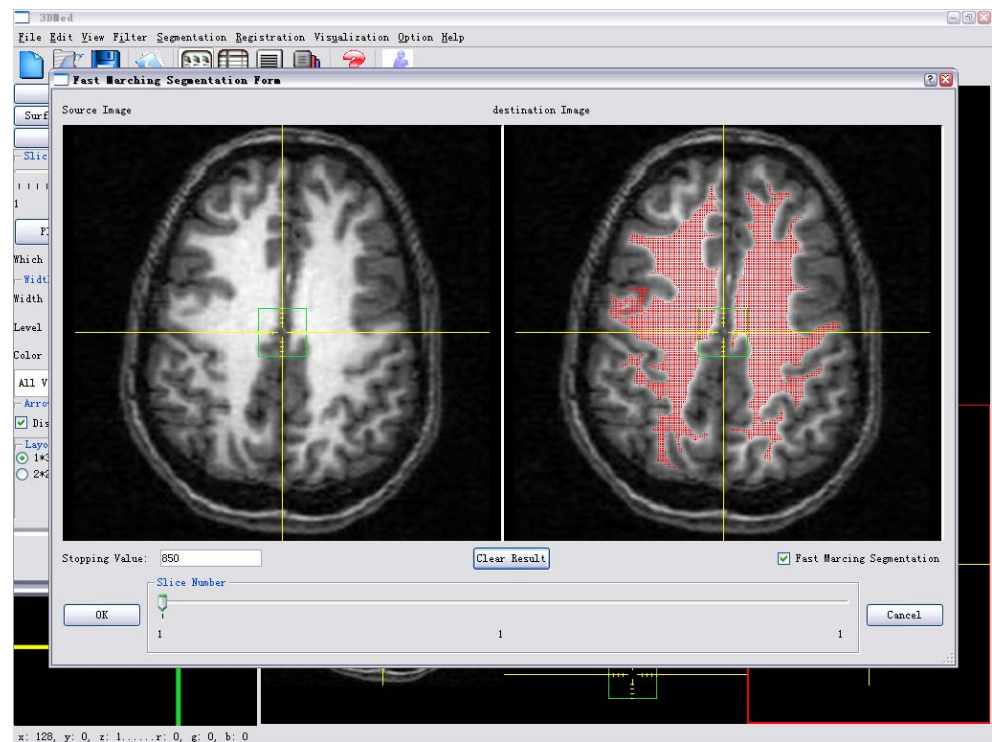 3DMed
File Edit View Filter Segmentation Registration Visualization Option Help
Fast Marching Segmentation Form
Source Image
destination Image
Surf
Slic
1
Pl
Which
Widt
Width
Level
Color
All V
Arro
Dis
Layo
1*3
2*2
Stopping Value: 850
Clear Result
Fast Marcing Segmentation
Slice Number
OK
Cancel
1 1 1
x: 128, y: 0, z: 1......r: 0, g: 0, b: 0